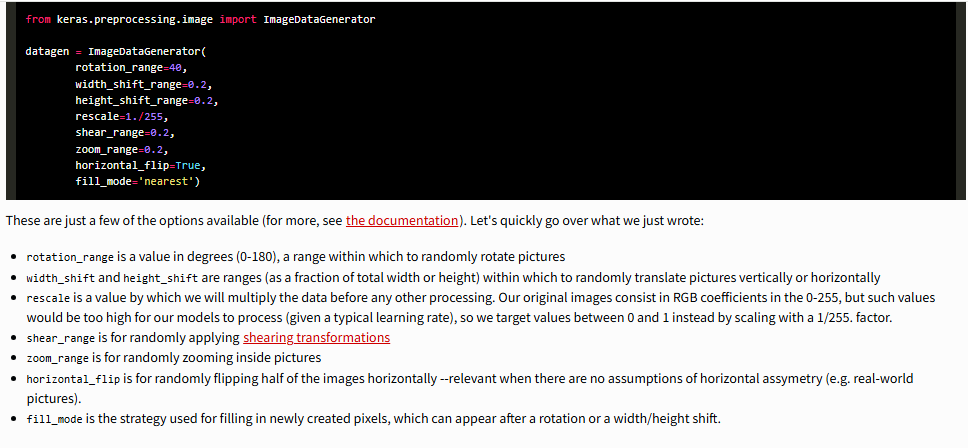 from keras.preprocessing.image import ImageDataGenerator
datagen = ImageDataGenerator(
rotation_range=40,
width_shift_range=0.2,
height_shift_range=0.2,
rescale=1./255,
shear_range=0.2,
zoom_range=0.2,
horizontal_flip=True,
fill_mode='nearest')
These are just a few of the options available (for more, see the documentation). Let's quickly go over what we just wrote:
• rotation_range is a value in degrees (0-180), a range within which to randomly rotate pictures
• width_shift and height_shift are ranges (as a fraction of total width or height) within which to randomly translate pictures vertically or horizontally
• rescale is a value by which we will multiply the data before any other processing. Our original images consist in RGB coefficients in the 0-255, but such values
would be too high for our models to process (given a typical learning rate), so we target values between 0 and 1 instead by scaling with a 1/255. factor.
• shear_range is for randomly applying shearing transformations
• zoom_range is for randomly zooming inside pictures
• horizontal_flip is for randomly flipping half of the images horizontally --relevant when there are no assumptions of horizontal assymetry (e.g. real-world
pictures).
• fill_mode is the strategy used for filling in newly created pixels, which can appear after a rotation or a width/height shift.